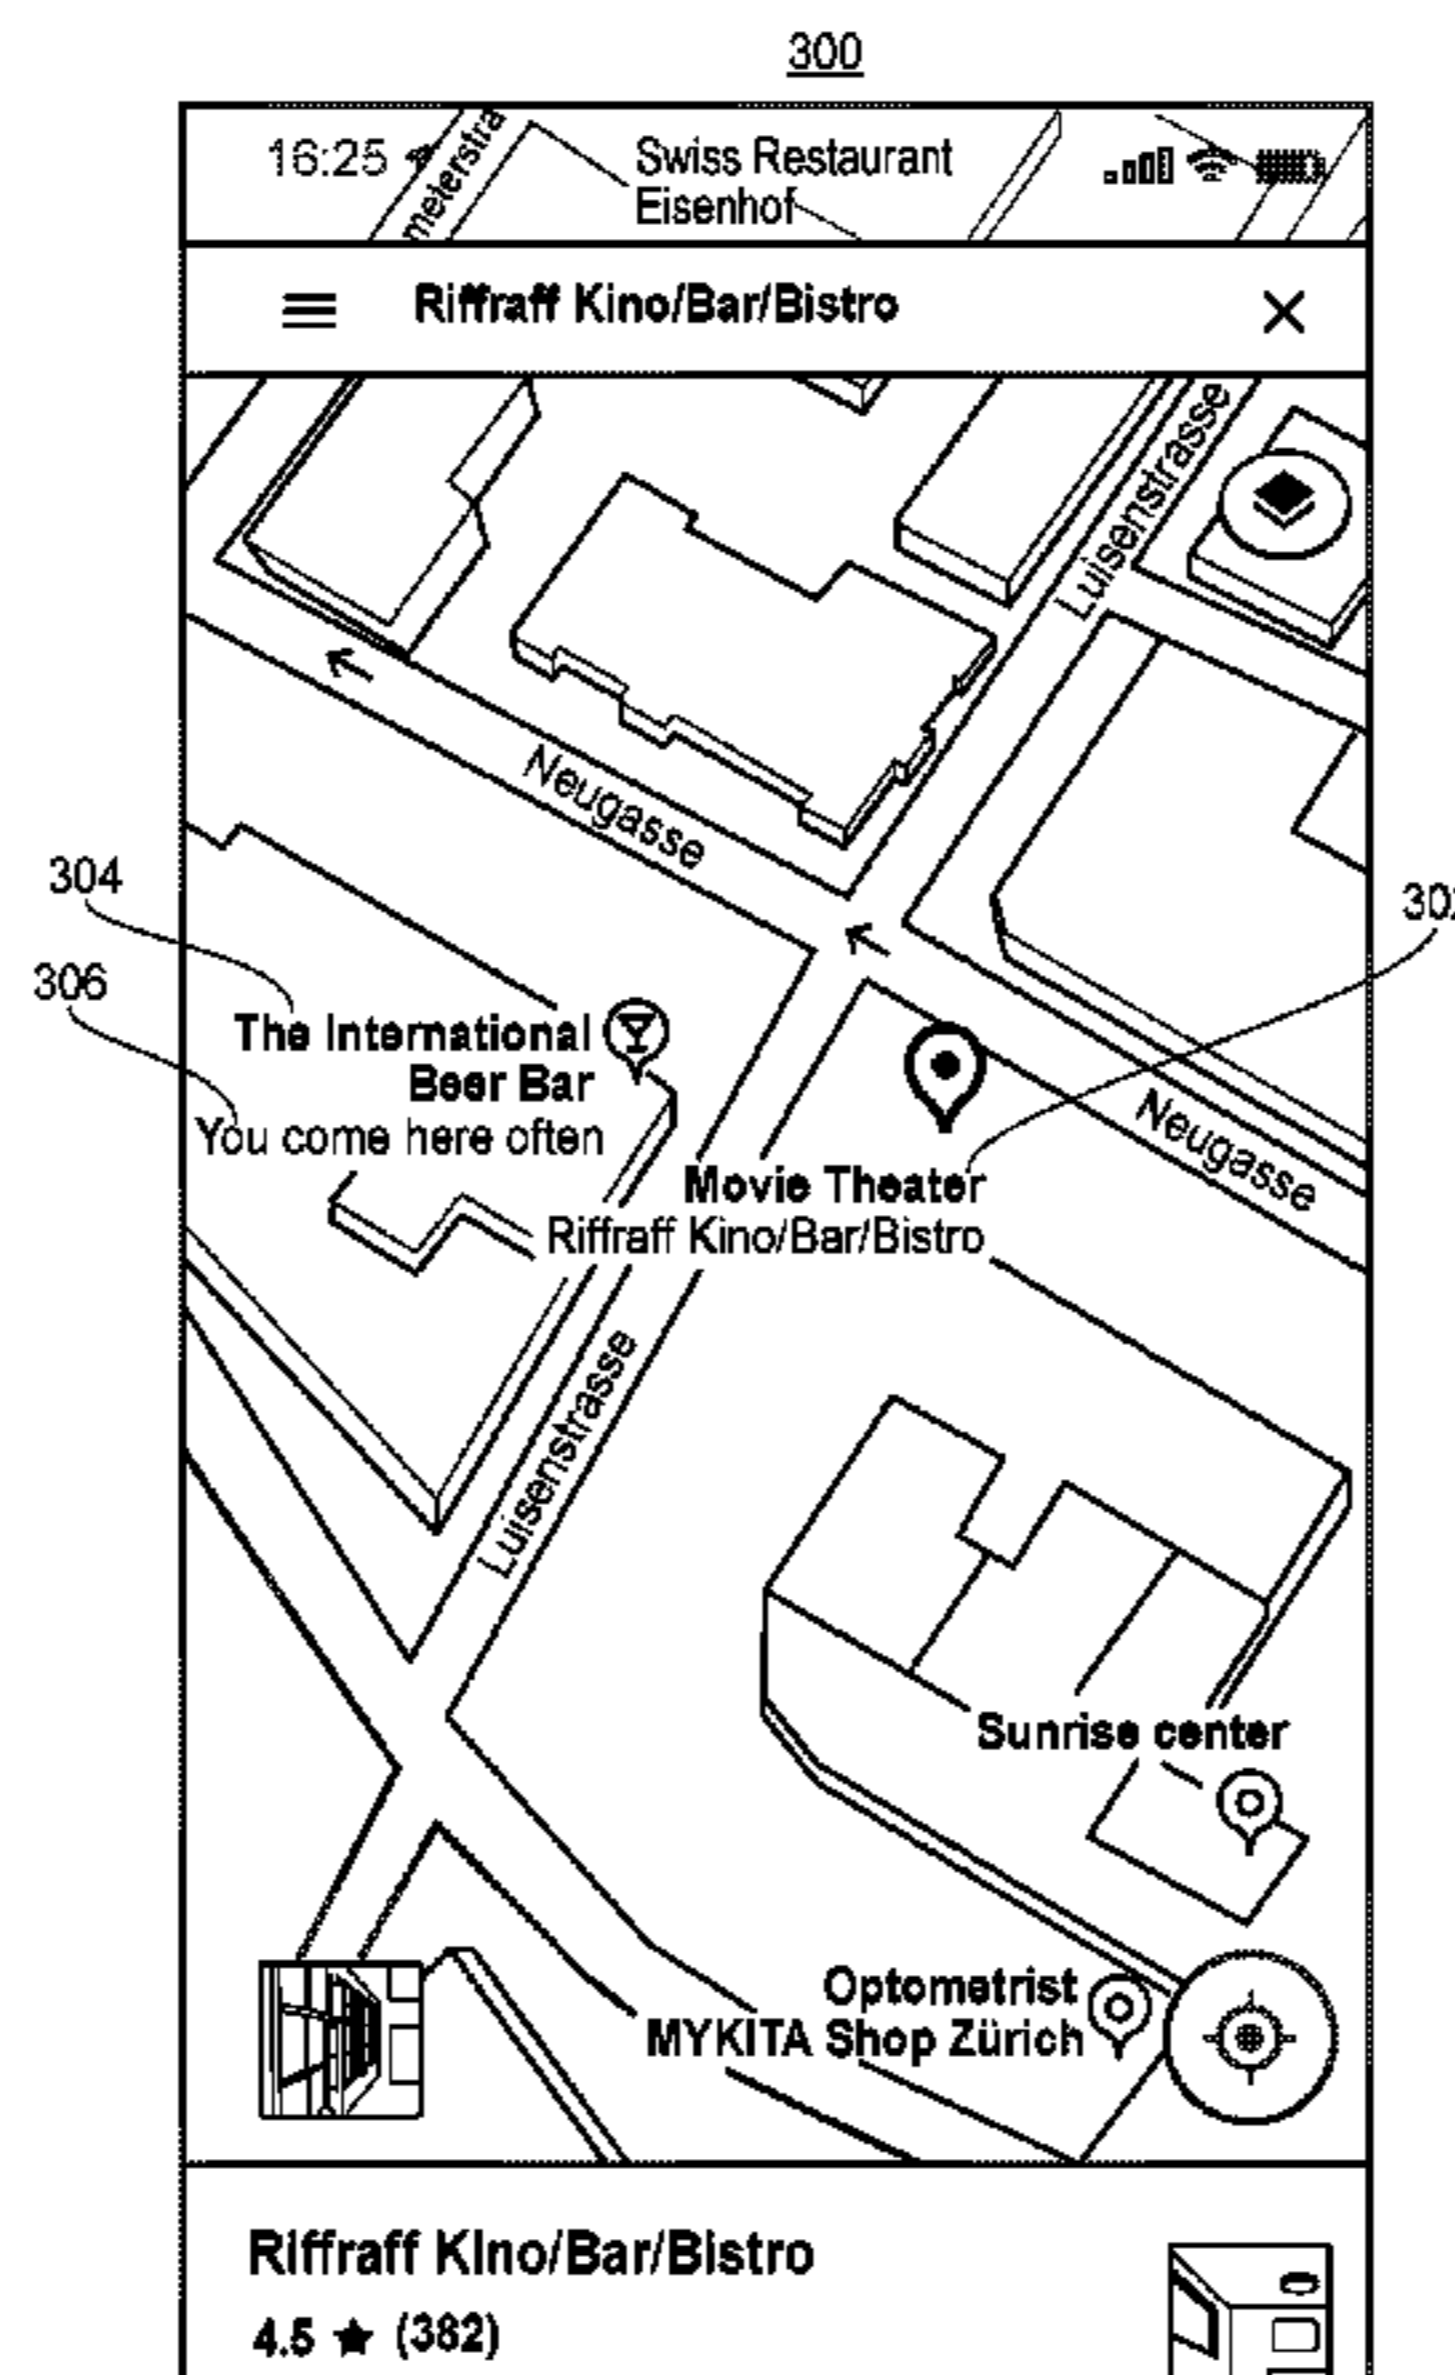 300
16:25
meierstra
Swiss Restaurant
Eisenhof
Riffraff Kino/Bar/Bistro
Luisenstrasse
Neugasse
304
306
The International
Beer Bar
You come here often
Neugasse
Movie Theater
Riffraff Kino/Bar/Bistro
Luisenstrasse
Sunrise center
Optometrist
MYKITA Shop Zürich
Riffraff Kino/Bar/Bistro
4.5 ★ (382)